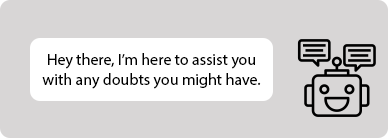 Hey there, I'm here to assist you
with any doubts you might have.